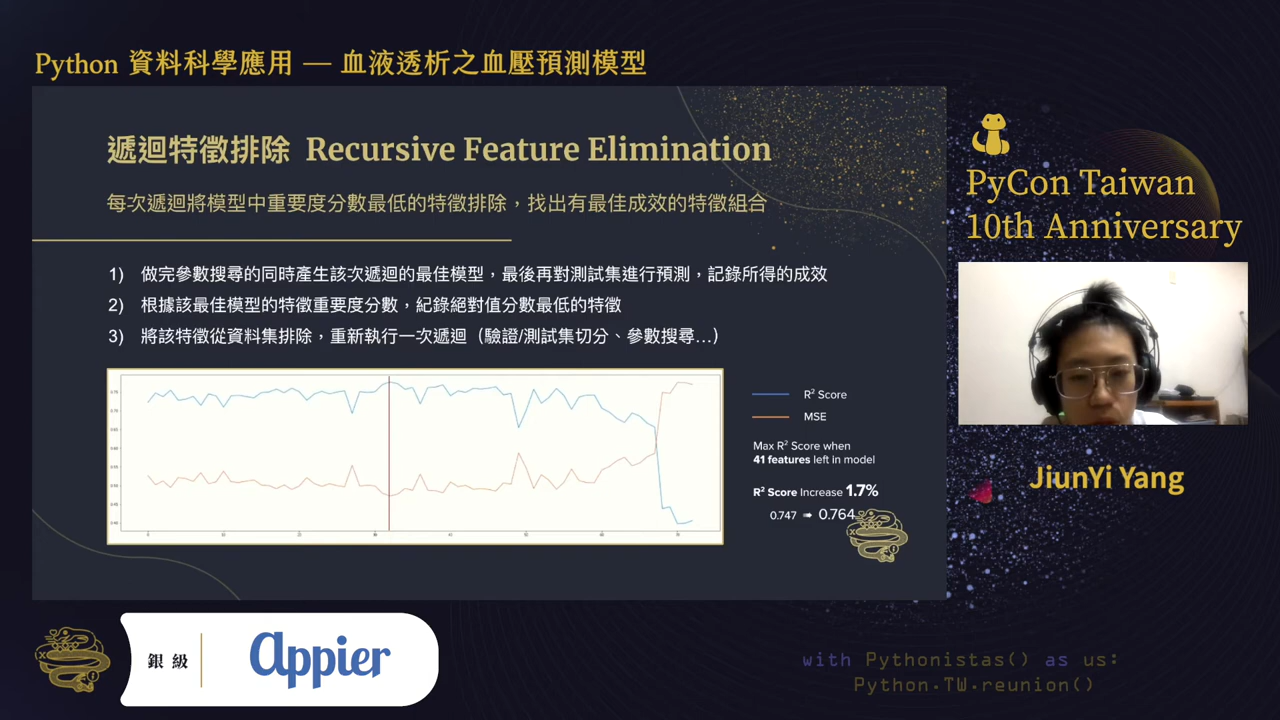 Python 資料科學應用 — 血液透析之血壓預測模型
遞迴特徵排除 Recursive Feature Elimination
每次遞迴將模型中重要度分數最低的特徵排除，找出有最佳成效的特徵組合
1) 做完參數搜尋的同時產生該次遞迴的最佳模型，最後再對測試集進行預測，記錄所得的成效
2) 根據該最佳模型的特徵重要度分數，紀錄絕對值分數最低的特徵
3) 將該特徵從資料集排除，重新執行一次遞迴（驗證/測試集切分、參數搜尋…）
R² Score
MSE
Max R² Score when
41 features left in model
R² Score Increase 1.7%
0.747 ➡ 0.764
PyCon Taiwan
10th Anniversary
JiunYi Yang
銀級
Appier
with Pythonistas() as us:
Python.TW.reunion()